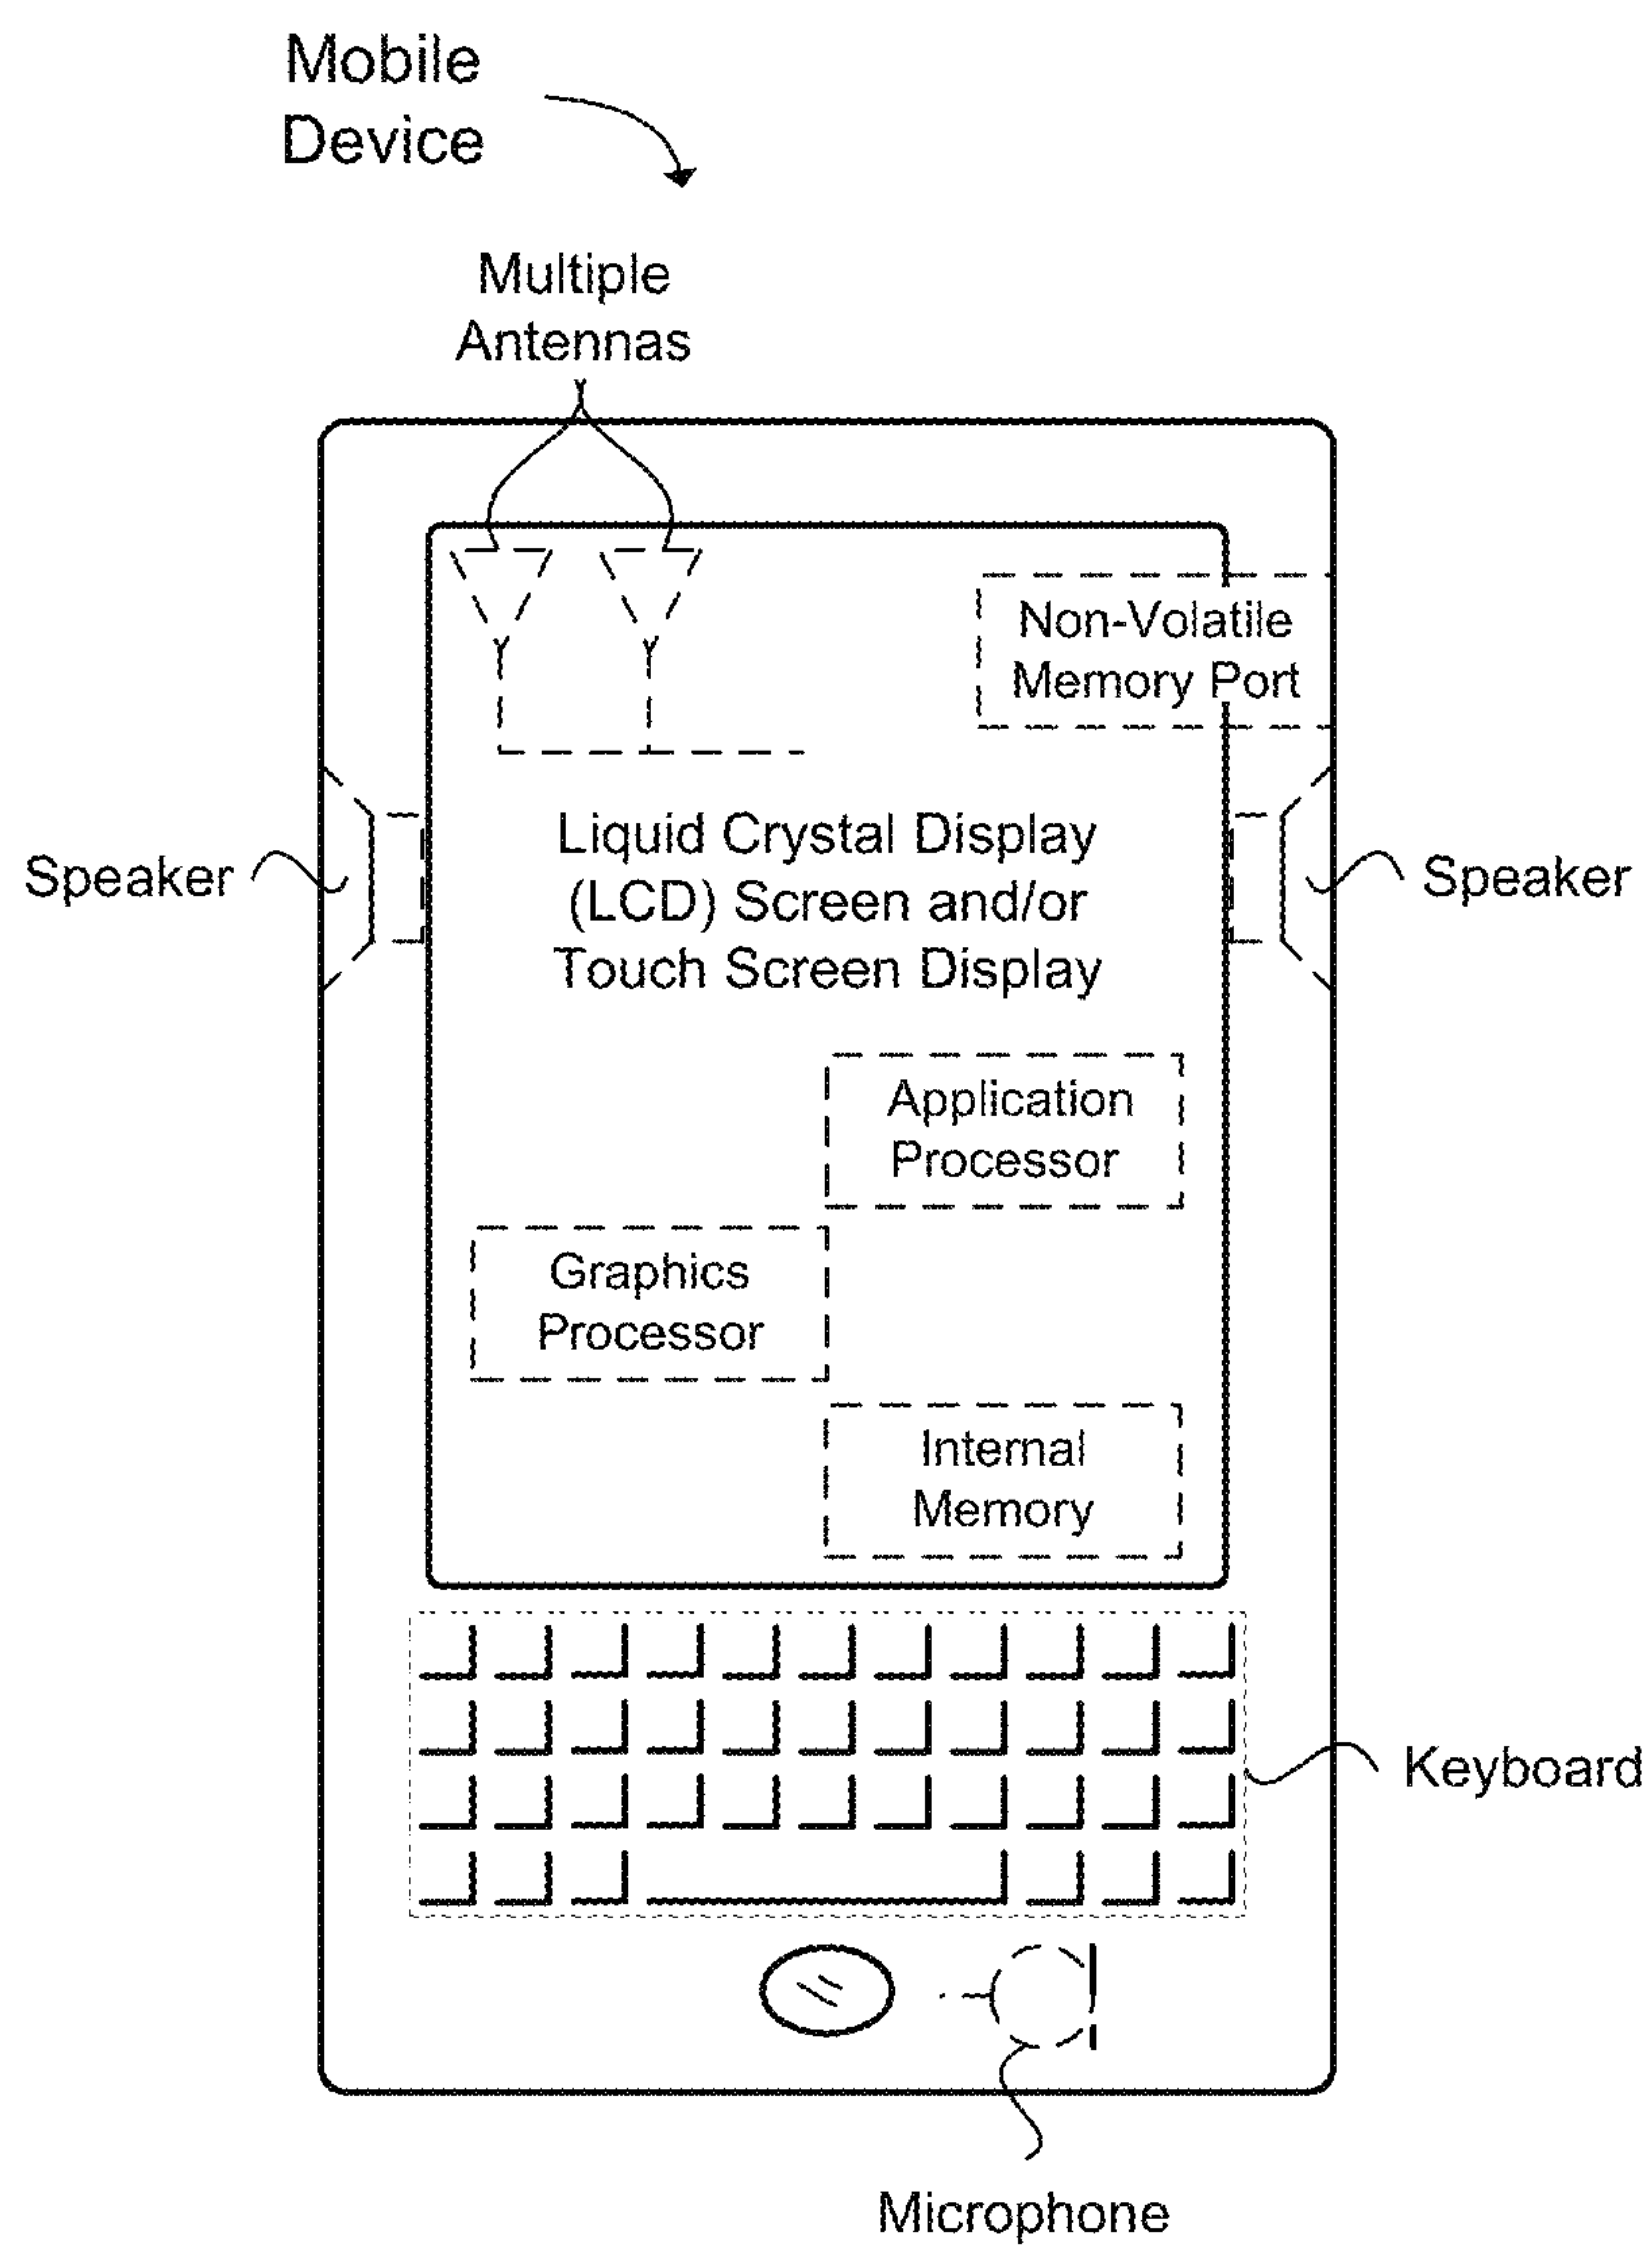 Mobile
Device
Multiple
Antennas
Non-Volatile
Memory Port
Liquid Crystal Display
(LCD) Screen and/or
Touch Screen Display
Speaker
Speaker
Application
Processor
Graphics
Processor
Internal
Memory
Keyboard
Microphone